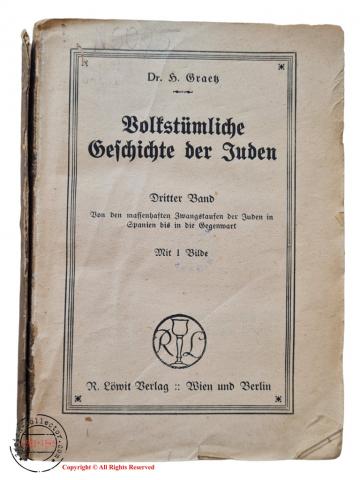 Dr. H. Graetz
Volkstümliche
Geschichte der Juden
Dritter Band
Von den massenhaften Zwangstaufen der Juden in
Spanien bis in die Gegenwart
Mit 1 Bilde
R L
R. Löwit Verlag :: Wien und Berlin
Copyright © All Rights Reserved